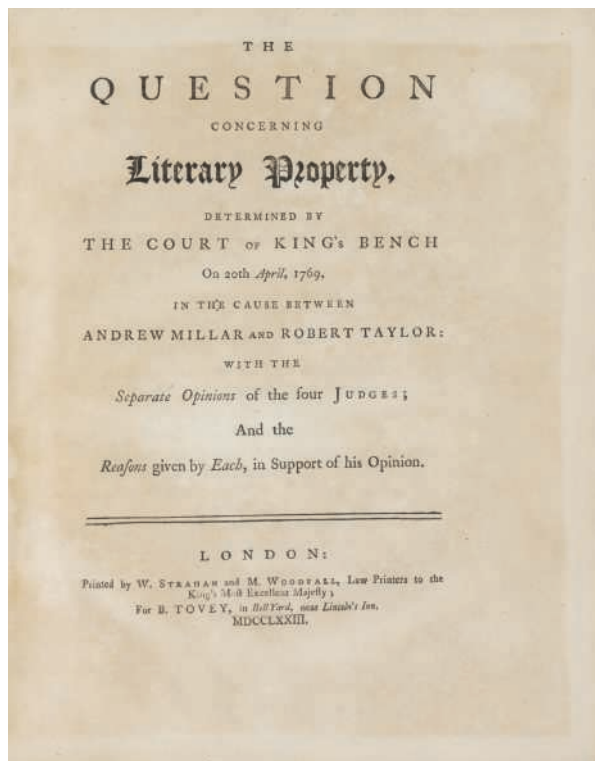 THE
QUESTION
CONCERNING
Literary Property,
DETERMINED BY
THE COURT OF KING's BENCH
On 20th April, 1769,
IN THE CAUSE BETWEEN
ANDREW MILLAR AND ROBERT TAYLOR:
WITH THE
Separate Opinions of the four JUDGES;
And the
Reaſons given by Each, in Support of his Opinion.
LONDON:
Printed by W. STRAHAN and M. WOODFALL, Law Printers to the
King's Moſt Excellent Majeſty;
For B. TOVEY, in Bell Yard, near Lincoln's Inn.
MDCCLXXIII.